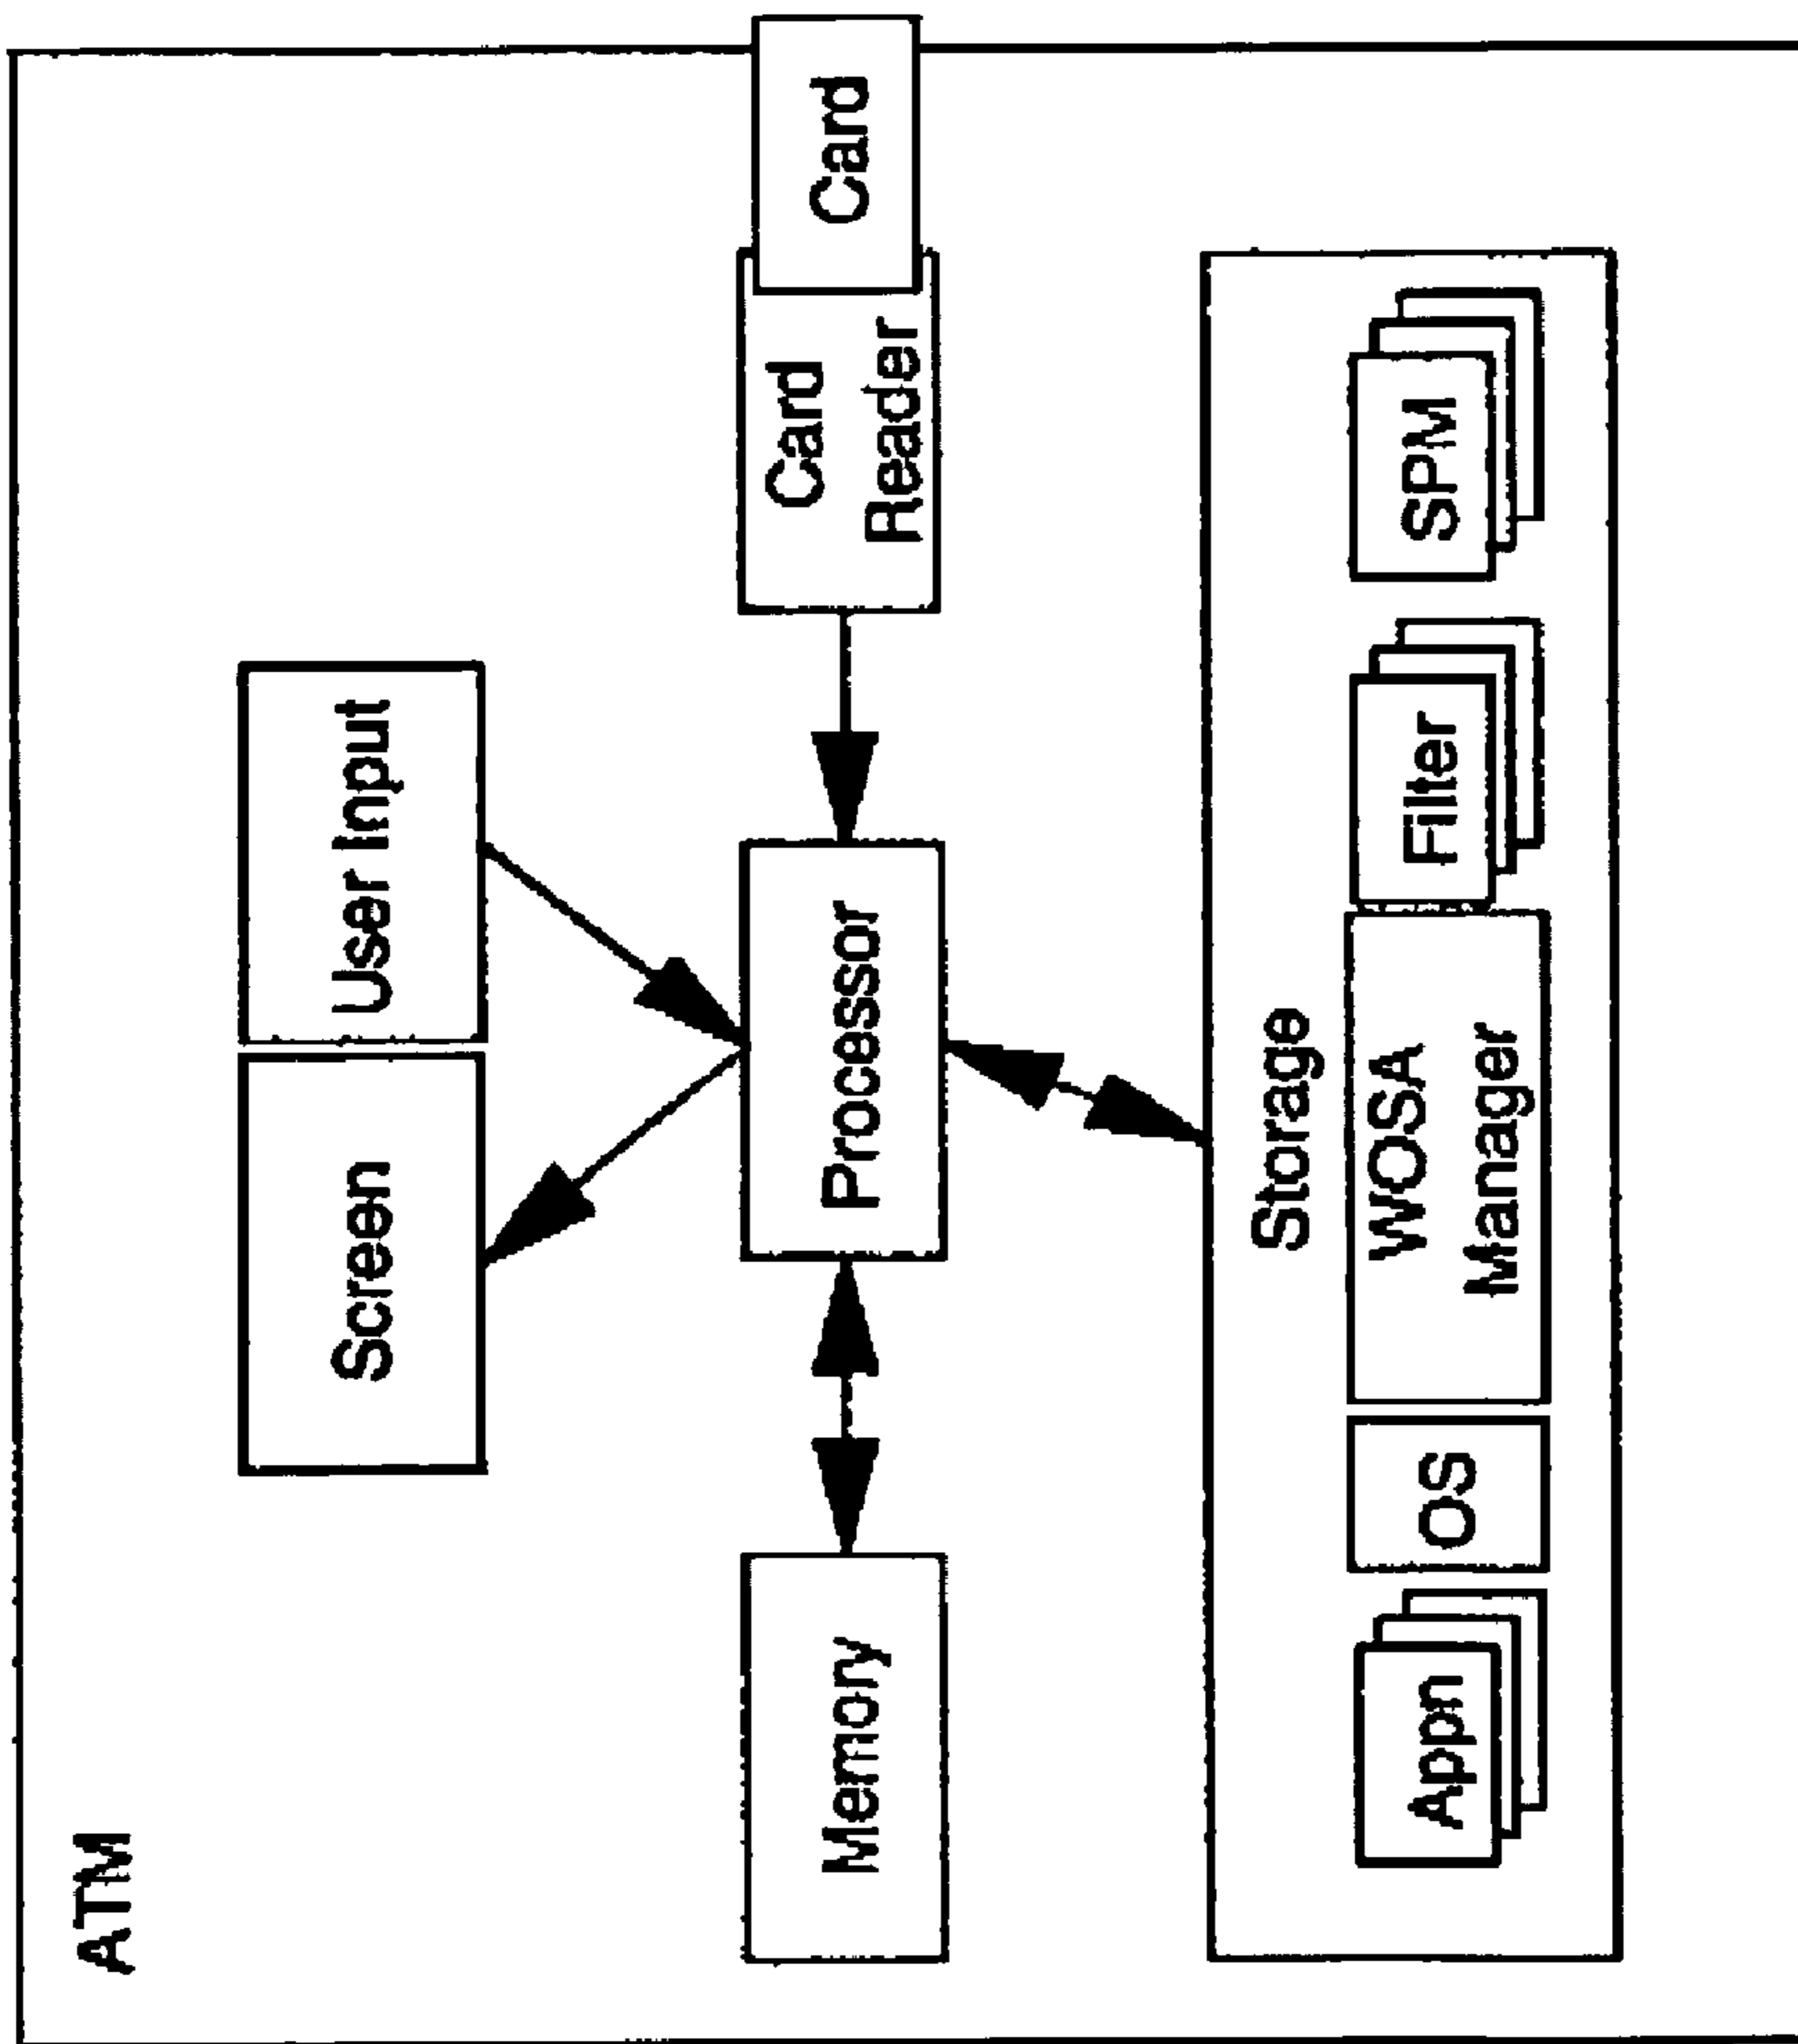 ATM
Screen
User Input
Memory
Processor
Card
Reader
Card
Storage
Appn
OS
WOSA
Manager
Filter
SPM